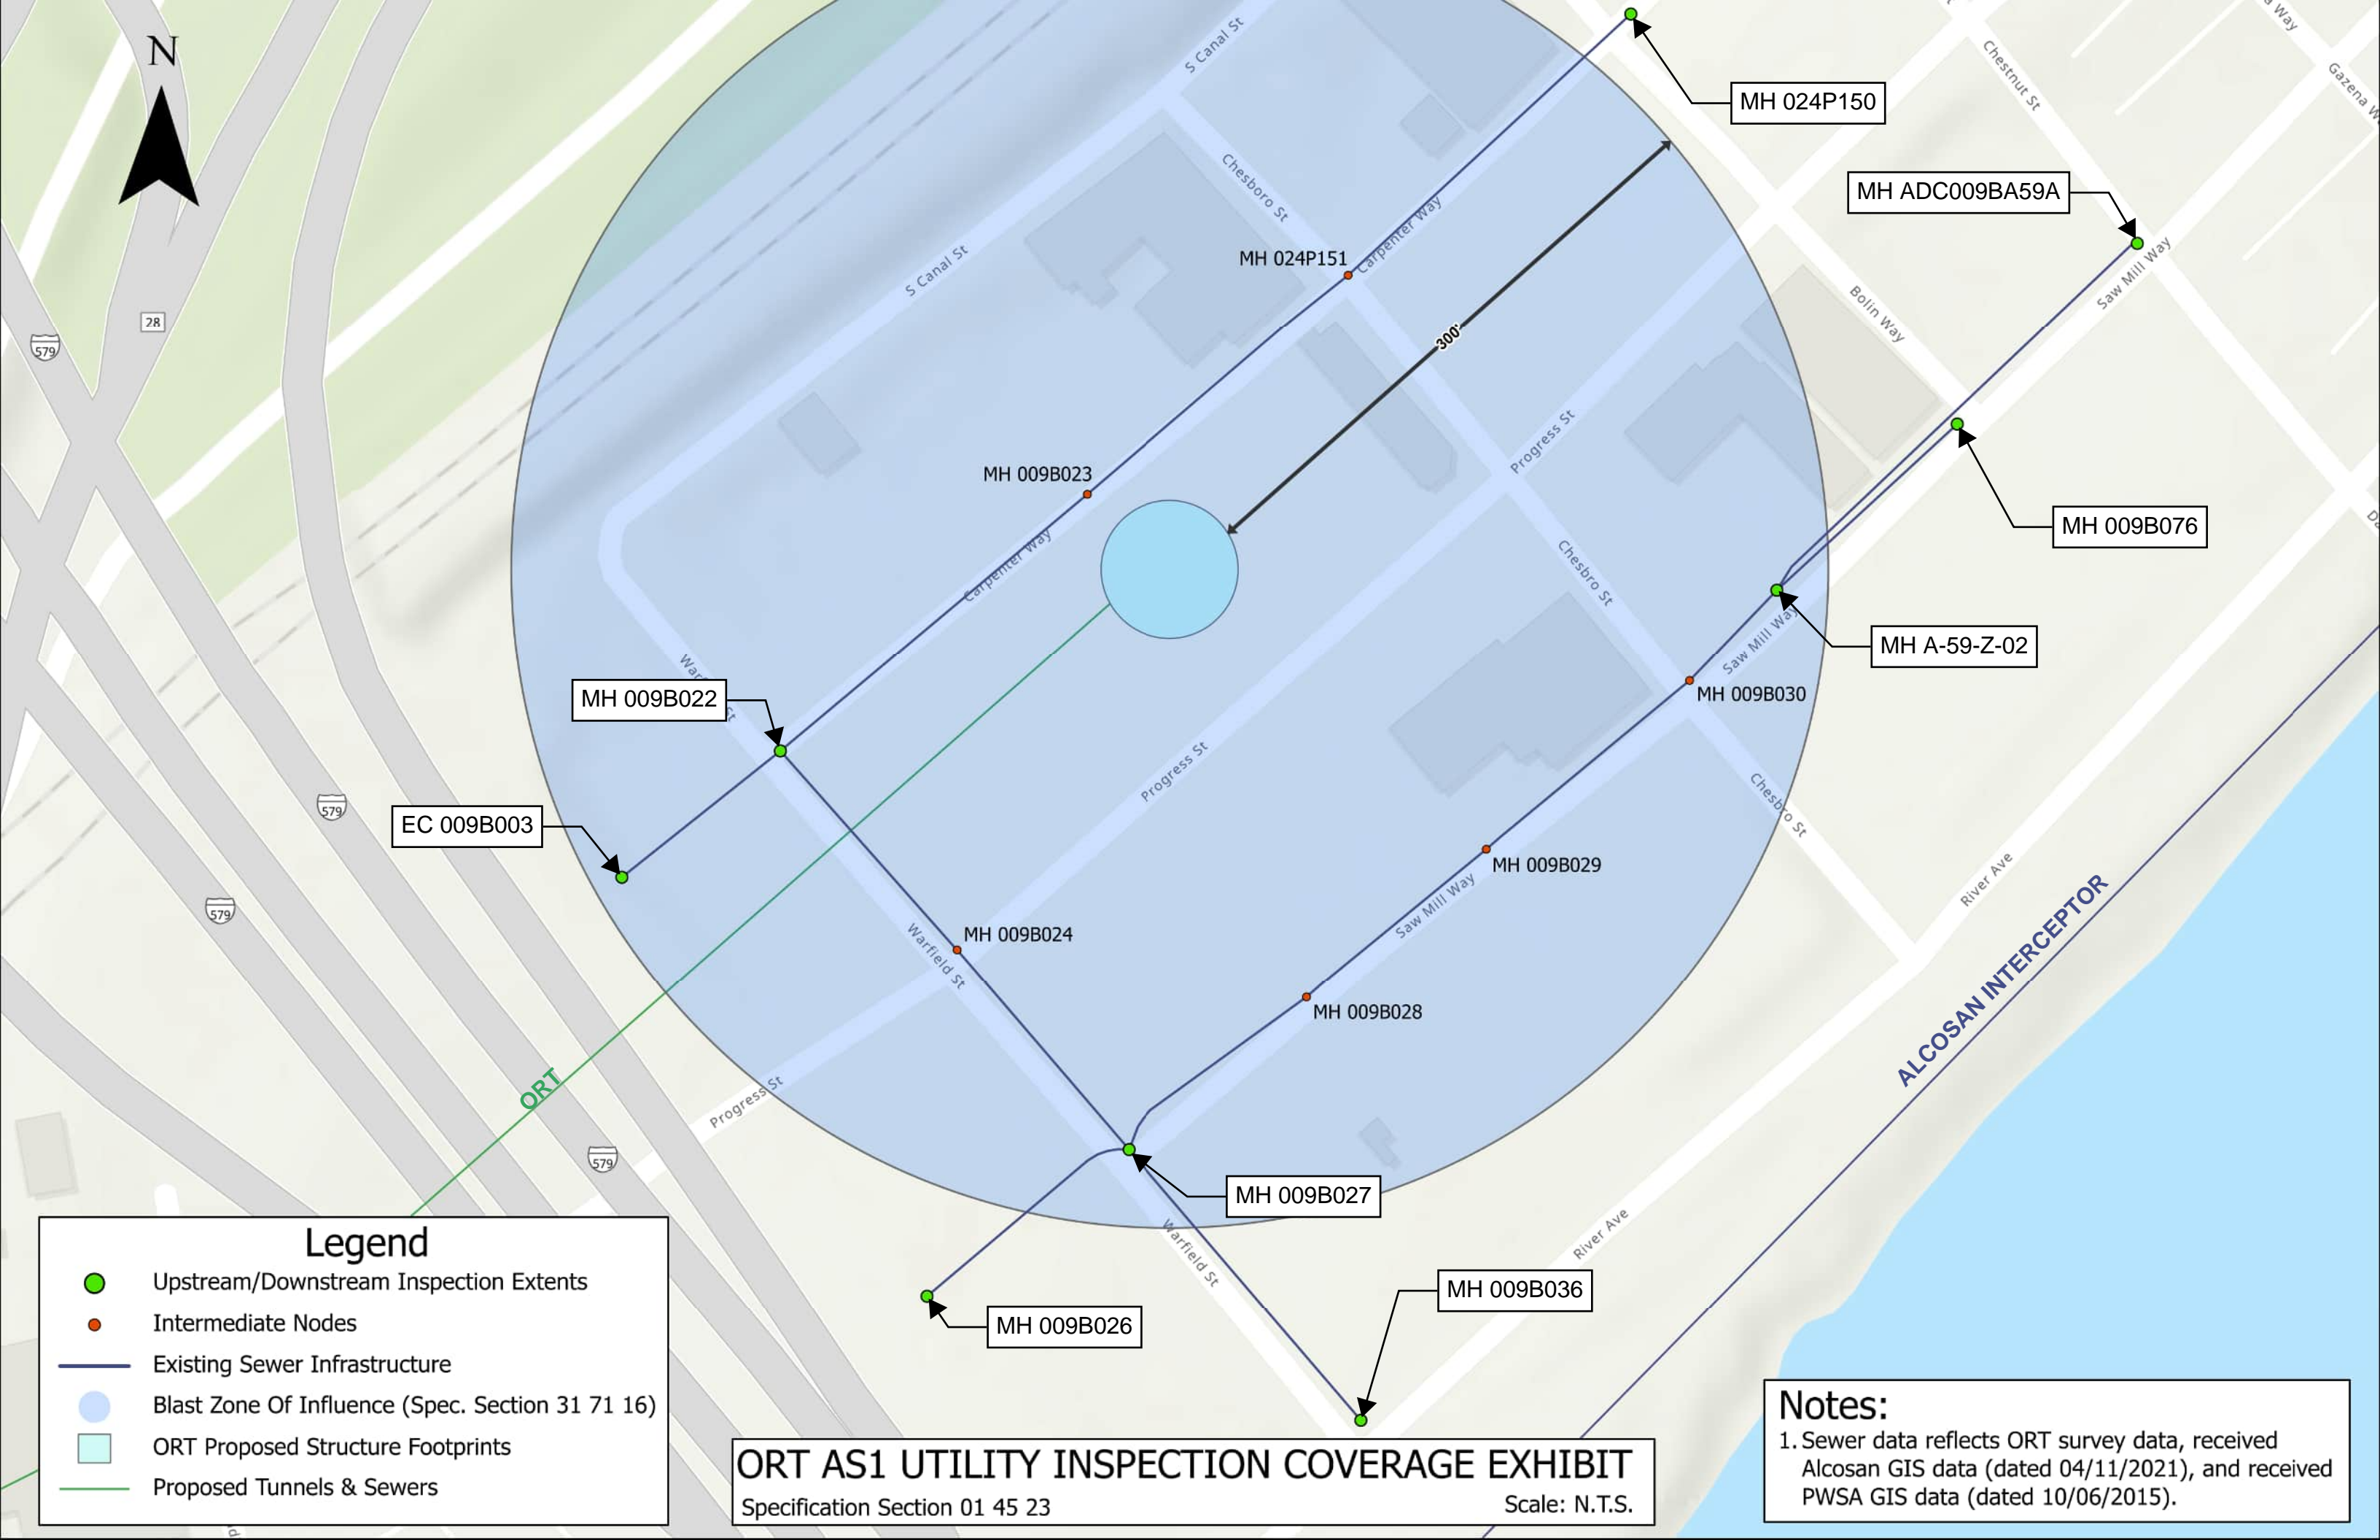 N
S Canal St
MH 024P150
Chestnut St
Gazena W
a Way
MH ADC009BA59A
Chesboro St
Carpenter Way
MH 024P151
S Canal St
Saw Mill Way
Bolin Way
28
579
300'
Progress St
MH 009B023
MH 009B076
Carpenter Way
Chesbro St
MH A-59-Z-02
Saw Mill Way
MH 009B030
MH 009B022
St
Progress St
Chesbro St
579
EC 009B003
MH 009B029
River Ave
ALCOSAN INTERCEPTOR
579
Saw Mill Way
MH 009B024
Warfield St
MH 009B028
ORT
Progress St
579
MH 009B027
Warfield St
River Ave
MH 009B036
MH 009B026
Legend
Upstream/Downstream Inspection Extents
Intermediate Nodes
Existing Sewer Infrastructure
Blast Zone Of Influence (Spec. Section 31 71 16)
ORT Proposed Structure Footprints
Proposed Tunnels & Sewers
ORT AS1 UTILITY INSPECTION COVERAGE EXHIBIT
Specification Section 01 45 23
Scale: N.T.S.
Notes:
1. Sewer data reflects ORT survey data, received
Alcosan GIS data (dated 04/11/2021), and received
PWSA GIS data (dated 10/06/2015).